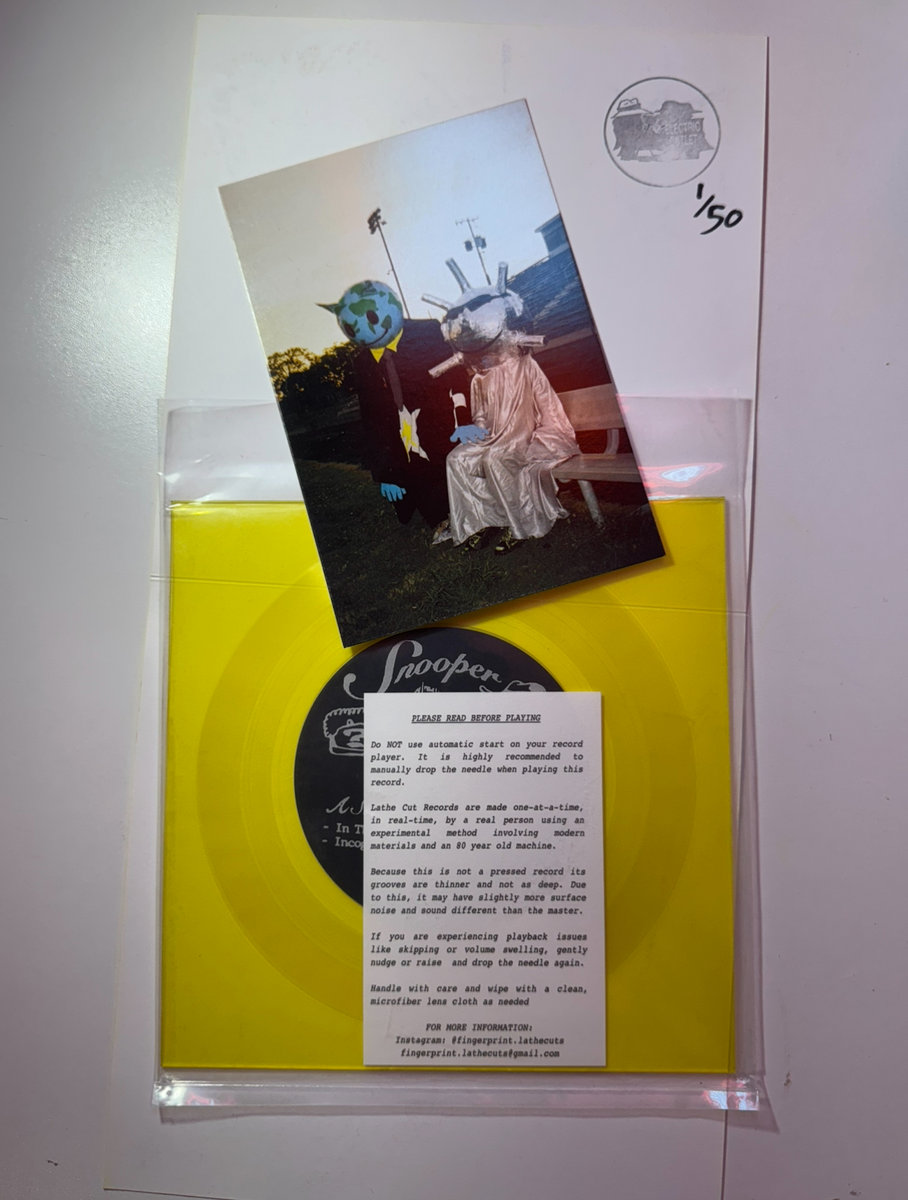 ELECTRIC
OUTLET
1/50
Snooper
A S
- In T
- Incog
PLEASE READ BEFORE PLAYING
Do NOT use automatic start on your record
player. It is highly recommended to
manually drop the needle when playing this
record.
Lathe Cut Records are made one-at-a-time,
in real-time, by a real person using an
experimental method involving modern
materials and an 80 year old machine.
Because this is not a pressed record its
grooves are thinner and not as deep. Due
to this, it may have slightly more surface
noise and sound different than the master.
If you are experiencing playback issues
like skipping or volume swelling, gently
nudge or raise and drop the needle again.
Handle with care and wipe with a clean,
microfiber lens cloth as needed
FOR MORE INFORMATION:
Instagram: @fingerprint.lathecuts
fingerprint.lathecuts@gmail.com